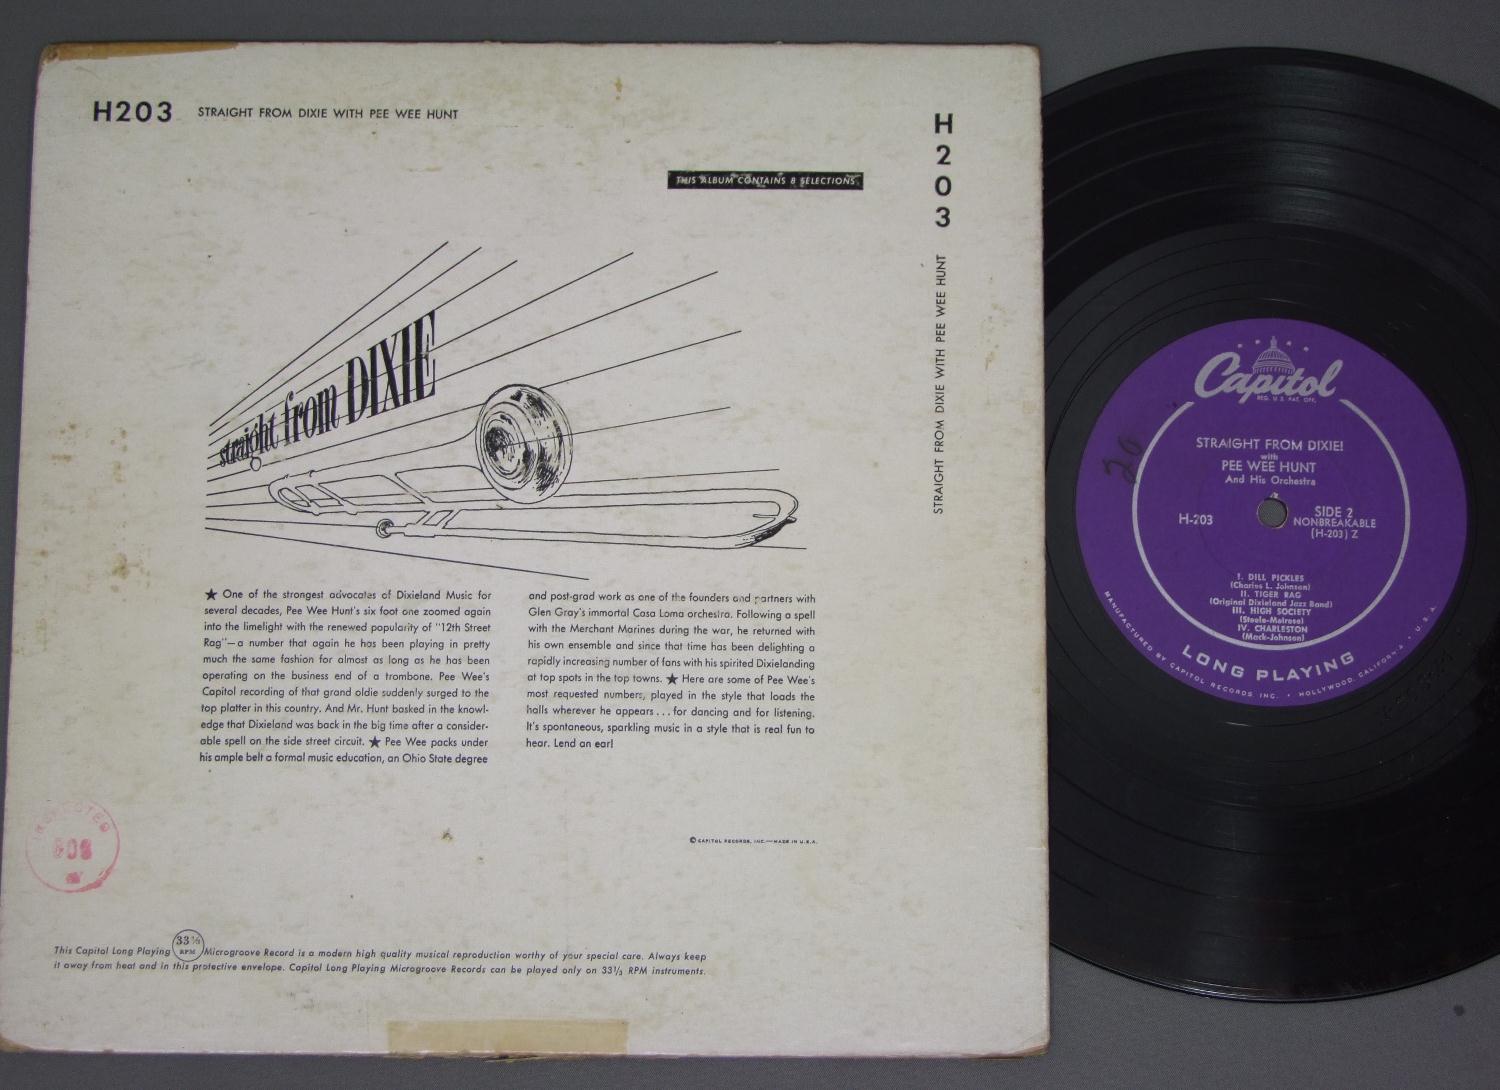 H203 STRAIGHT FROM DIXIE WITH PEE WEE HUNT
THIS ALBUM CONTAINS 8 SELECTIONS
H
2
0
3
STRAIGHT FROM DIXIE WITH PEE WEE HUNT
straight from DIXIE
★ One of the strongest advocates of Dixieland Music for
several decades, Pee Wee Hunt's six foot one zoomed again
into the limelight with the renewed popularity of "12th Street
Rag"—a number that again he has been playing in pretty
much the same fashion for almost as long as he has been
operating on the business end of a trombone. Pee Wee's
Capitol recording of that grand oldie suddenly surged to the
top platter in this country. And Mr. Hunt basked in the knowl-
edge that Dixieland was back in the big time after a consider-
able spell on the side street circuit. ★ Pee Wee packs under
his ample belt a formal music education, an Ohio State degree
and post-grad work as one of the founders and partners with
Glen Gray's immortal Casa Loma orchestra. Following a spell
with the Merchant Marines during the war, he returned with
his own ensemble and since that time has been delighting a
rapidly increasing number of fans with his spirited Dixielanding
at top spots in the top towns. ★ Here are some of Pee Wee's
most requested numbers, played in the style that loads the
halls wherever he appears . . . for dancing and for listening.
It's spontaneous, sparkling music in a style that is real fun to
hear. Lend an ear!
© CAPITOL RECORDS, INC.—MADE IN U.S.A.
INSPECTED
This Capitol Long Playing 33⅓ RPM Microgroove Record is a modern high quality musical reproduction worthy of your special care. Always keep
it away from heat and in this protective envelope. Capitol Long Playing Microgroove Records can be played only on 33⅓ RPM instruments.
Capitol
REG. U.S. PAT. OFF.
20
STRAIGHT FROM DIXIE!
with
PEE WEE HUNT
And His Orchestra
H-203
SIDE 2
NONBREAKABLE
(H-203) Z
I. DILL PICKLES
(Charles L. Johnson)
II. TIGER RAG
(Original Dixieland Jazz Band)
III. HIGH SOCIETY
(Steele-Melrose)
IV. CHARLESTON
(Mack-Johnson)
LONG PLAYING
MANUFACTURED BY CAPITOL RECORDS INC. • HOLLYWOOD, CALIFORNIA • U.S.A.